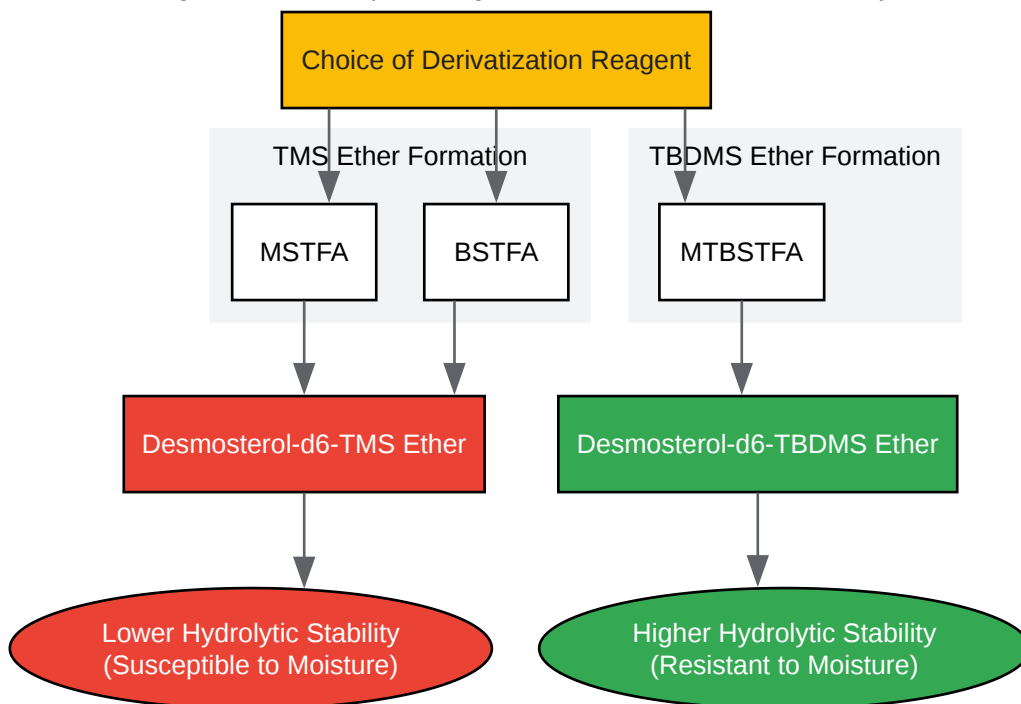 Choice of Derivatization Reagent
TMS Ether Formation
TBDMS Ether Formation
MSTFA
BSTFA
MTBSTFA
Desmosterol-d6-TMS Ether
Desmosterol-d6-TBDMS Ether
Lower Hydrolytic Stability
(Susceptible to Moisture)
Higher Hydrolytic Stability
(Resistant to Moisture)